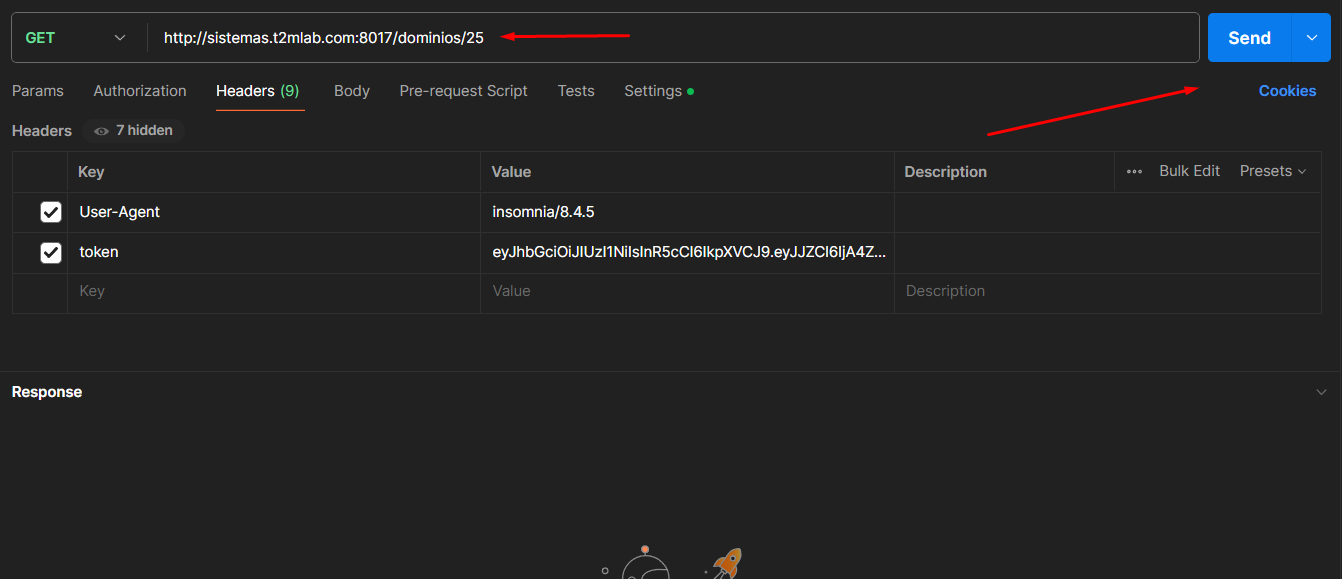 GET http://sistemas.t2mlab.com:8017/dominios/25 Send
Params Authorization Headers (9) Body Pre-request Script Tests Settings Cookies
Headers 7 hidden
Key Value Description ••• Bulk Edit Presets
User-Agent insomnia/8.4.5
token eyJhbGciOiJIUzI1NiIsInR5cCI6IkpXVCJ9.eyJJZCI6IjA4Z...
Key Value Description
Response